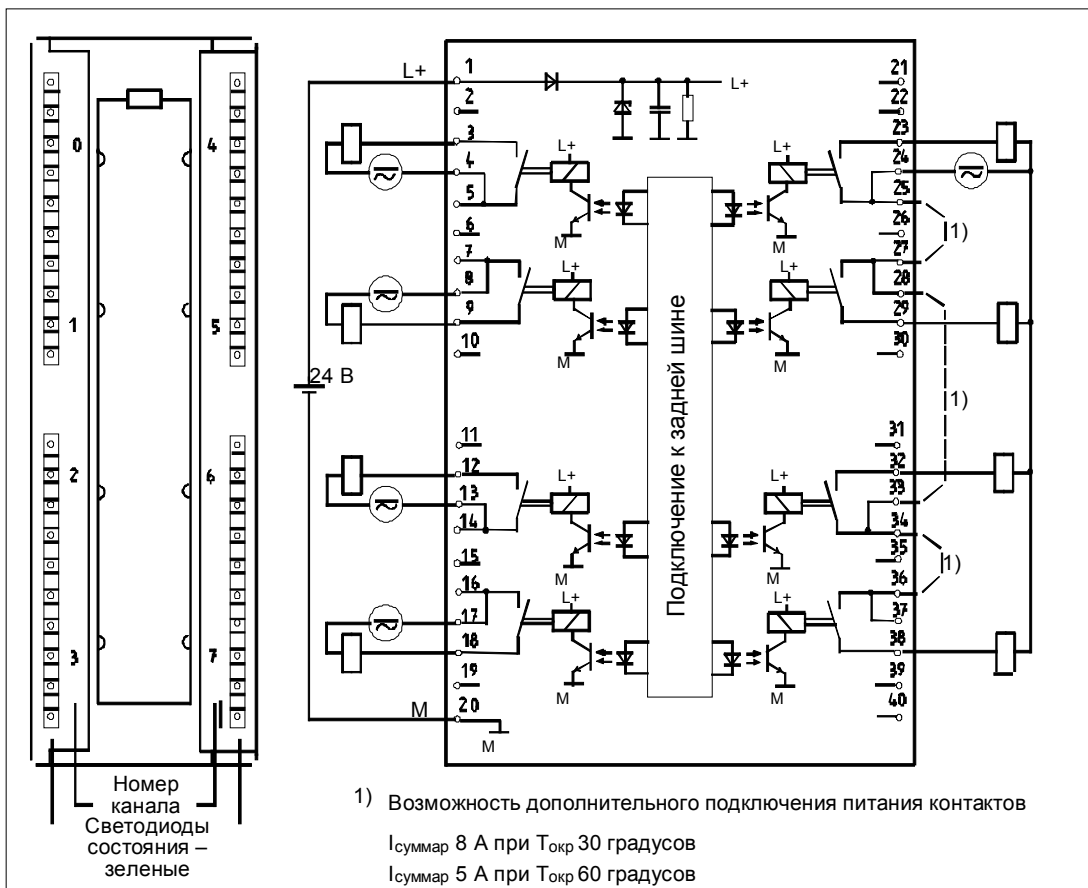 0
1
2
3
4
5
6
7
Номер
канала
Светодиоды
состояния –
зеленые
24 В
L+
M
1
2
3
4
5
6
7
8
9
10
11
12
13
14
15
16
17
18
19
20
M
L+
L+
M
L+
M
L+
M
L+
M
Подключение к задней шине
L+
M
L+
M
L+
M
L+
M
21
22
23
24
25
26
27
28
29
30
31
32
33
34
35
36
37
38
39
40
1)
1)
1)
1) Возможность дополнительного подключения питания контактов
Iсуммар 8 А при Tокр 30 градусов
Iсуммар 5 А при Tокр 60 градусов